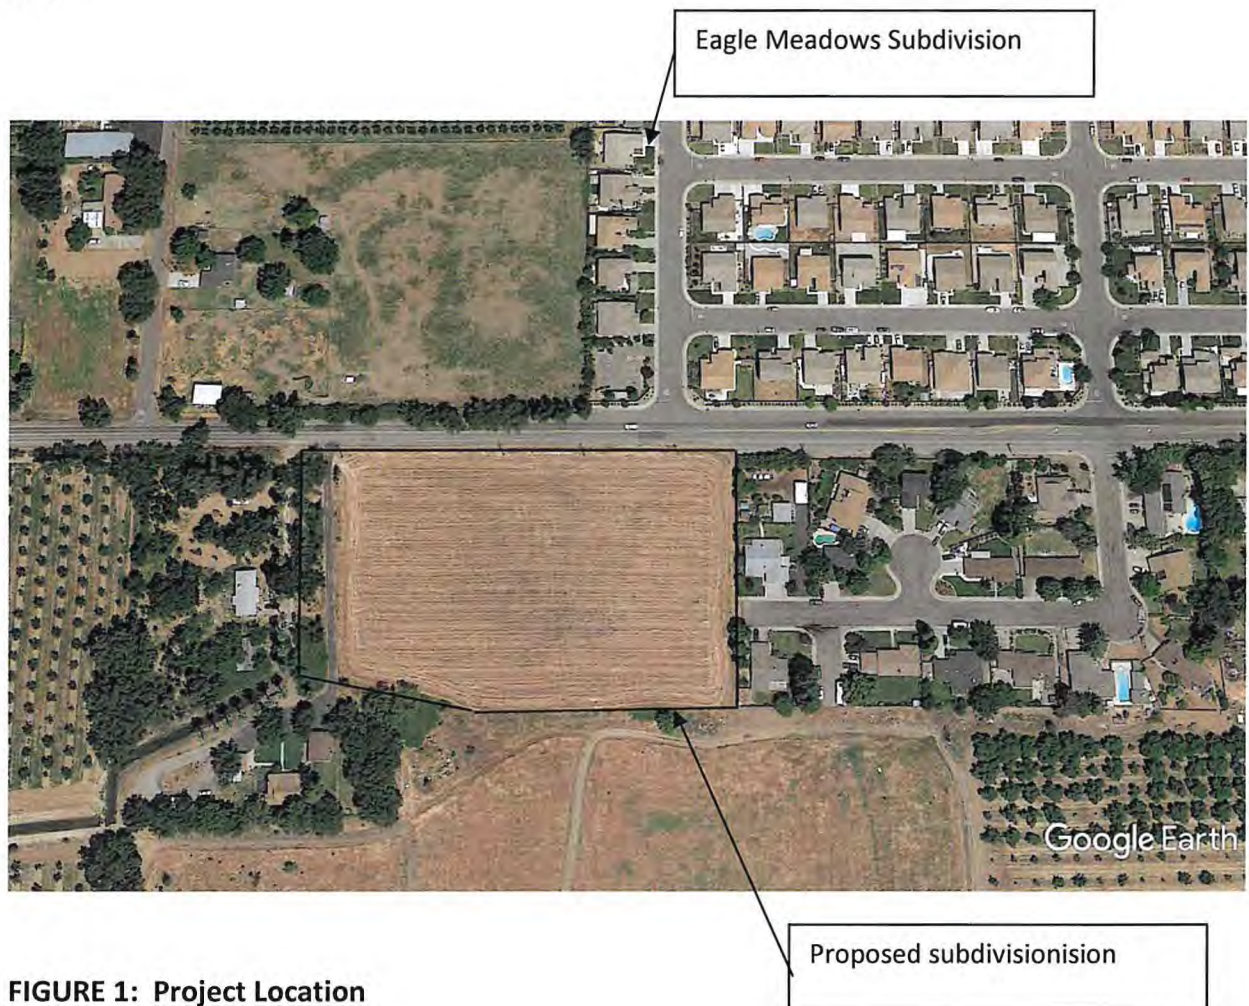 Eagle Meadows Subdivision
Google Earth
Proposed subdivisionision
FIGURE 1: Project Location